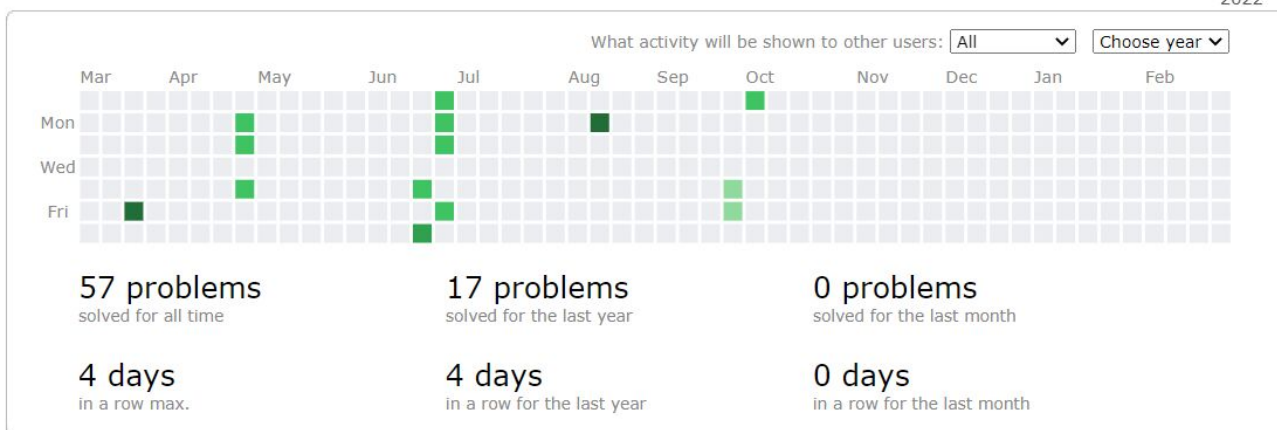 2022
What activity will be shown to other users: All Choose year
Mar Apr May Jun Jul Aug Sep Oct Nov Dec Jan Feb
Mon
Wed
Fri
57 problems 17 problems 0 problems
solved for all time solved for the last year solved for the last month
4 days 4 days 0 days
in a row max. in a row for the last year in a row for the last month